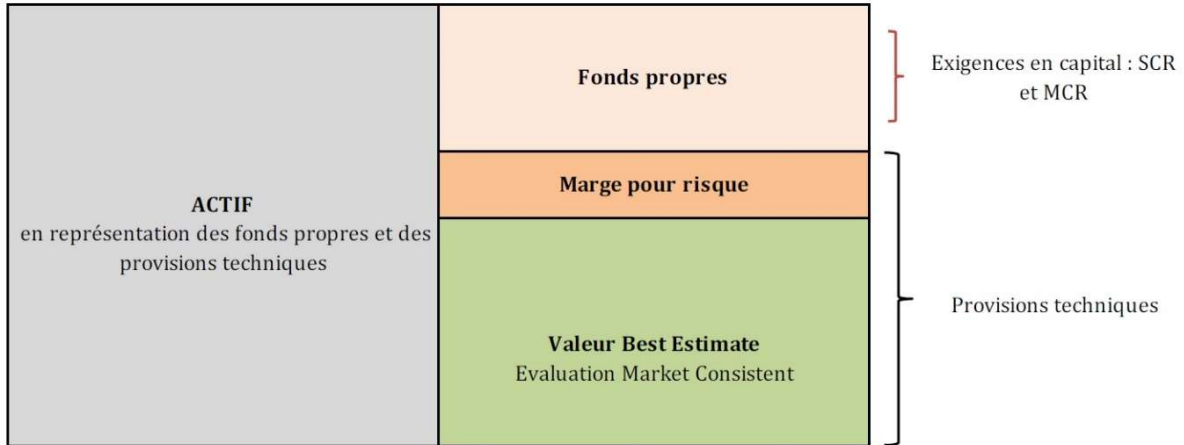 ACTIF
en représentation des fonds propres et des
provisions techniques
Fonds propres
Marge pour risque
Valeur Best Estimate
Evaluation Market Consistent
Exigences en capital : SCR
et MCR
Provisions techniques